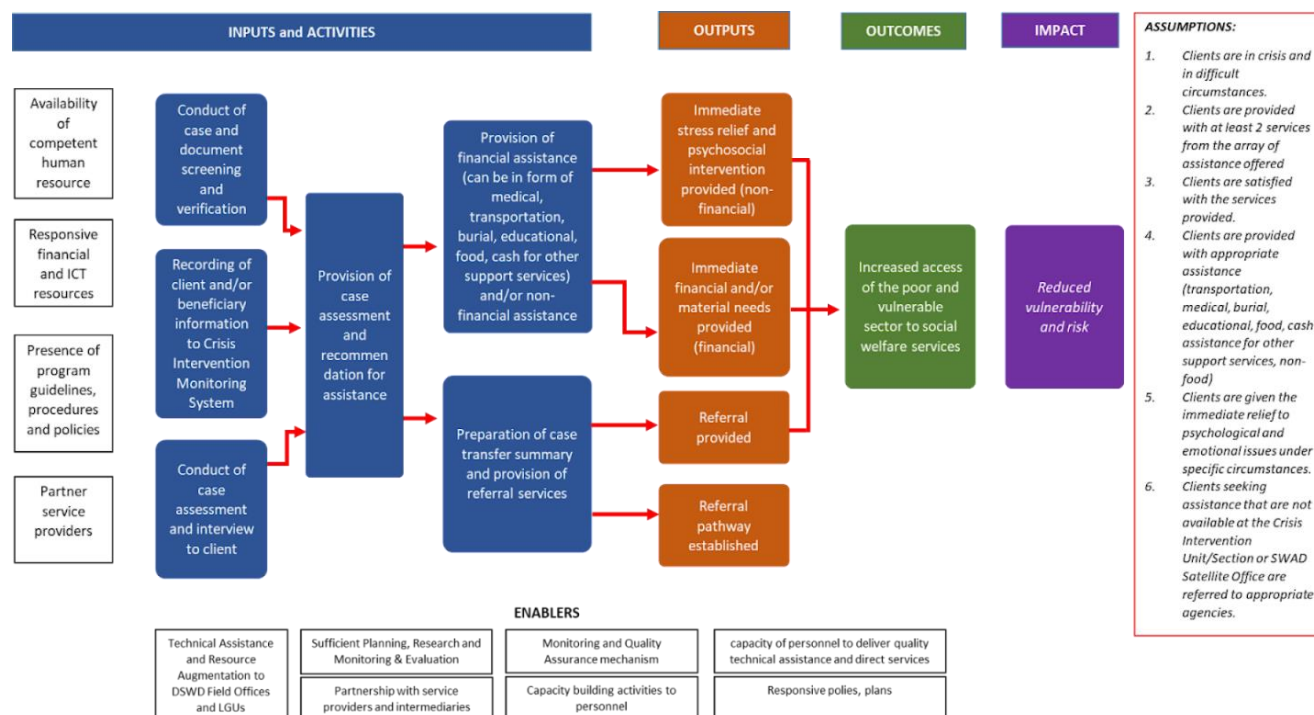 INPUTS and ACTIVITIES
OUTPUTS
OUTCOMES
IMPACT
Availability
of
competent
human
resource
Responsive
financial
and ICT
resources
Presence of
program
guidelines,
procedures
and policies
Partner
service
providers
Conduct of
case and
document
screening
and
verification
Recording of
client and/or
beneficiary
information
to Crisis
Intervention
Monitoring
System
Conduct of
case
assessment
and interview
to client
Provision of
case
assessment
and
recommen
dation for
assistance
Provision of
financial assistance
(can be in form of
medical,
transportation,
burial, educational,
food, cash for other
support services)
and/or non-
financial assistance
Preparation of case
transfer summary
and provision of
referral services
Immediate
stress relief and
psychosocial
intervention
provided (non-
financial)
Immediate
financial and/or
material needs
provided
(financial)
Referral
provided
Referral
pathway
established
Increased access
of the poor and
vulnerable
sector to social
welfare services
Reduced
vulnerability
and risk
ASSUMPTIONS:
1. Clients are in crisis and
in difficult
circumstances.
2. Clients are provided
with at least 2 services
from the array of
assistance offered
3. Clients are satisfied
with the services
provided.
4. Clients are provided
with appropriate
assistance
(transportation,
medical, burial,
educational, food, cash
assistance for other
support services, non-
food)
5. Clients are given the
immediate relief to
psychological and
emotional issues under
specific circumstances.
6. Clients seeking
assistance that are not
available at the Crisis
Intervention
Unit/Section or SWAD
Satellite Office are
referred to appropriate
agencies.
ENABLERS
Technical Assistance
and Resource
Augmentation to
DSWD Field Offices
and LGUs
Sufficient Planning, Research and
Monitoring & Evaluation
Partnership with service
providers and intermediaries
Monitoring and Quality
Assurance mechanism
Capacity building activities to
personnel
capacity of personnel to deliver quality
technical assistance and direct services
Responsive polies, plans